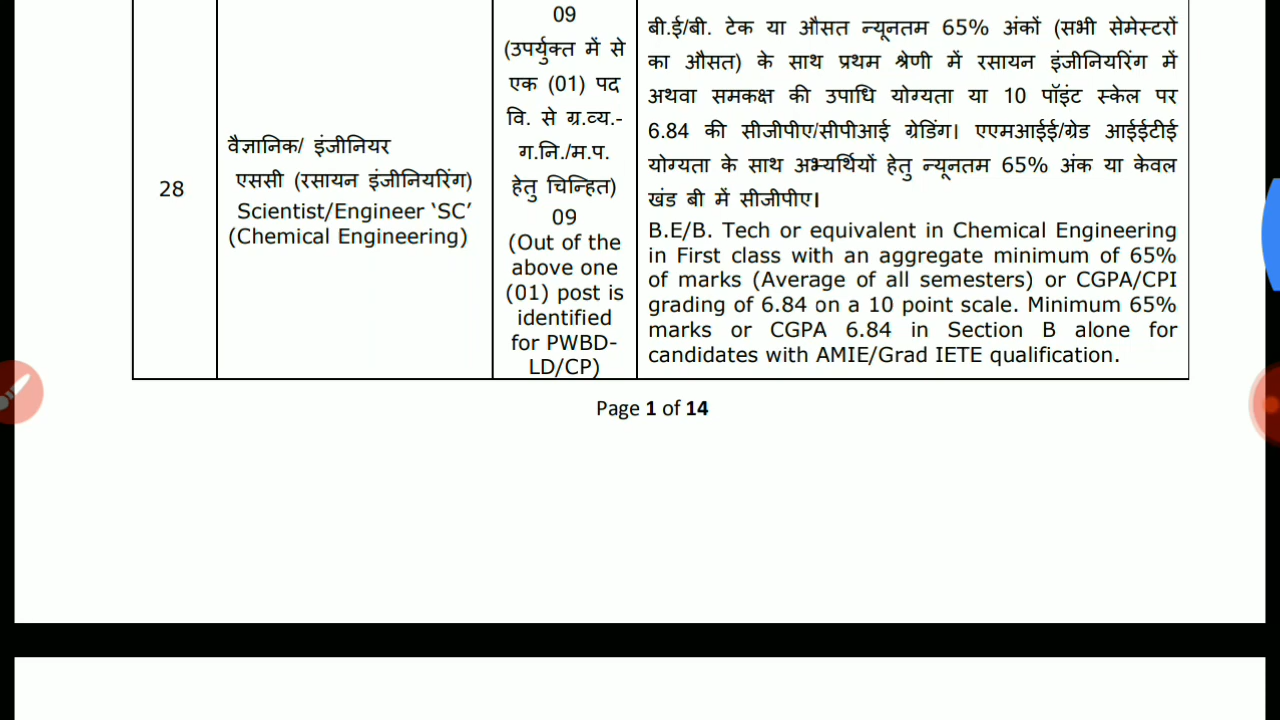 28
वैज्ञानिक/ इंजीनियर
एससी (रसायन इंजीनियरिंग)
Scientist/Engineer ‘SC’
(Chemical Engineering)
09
(उपर्युक्त में से
एक (01) पद
वि. से ग्र.व्य.-
ग.नि./म.प.
हेतु चिन्हित)
09
(Out of the
above one
(01) post is
identified
for PWBD-
LD/CP)
बी.ई/बी. टेक या औसत न्यूनतम 65% अंकों (सभी सेमेस्टरों
का औसत) के साथ प्रथम श्रेणी में रसायन इंजीनियरिंग में
अथवा समकक्ष की उपाधि योग्यता या 10 पॉइंट स्केल पर
6.84 की सीजीपीए/सीपीआई ग्रेडिंग। एएमआईई/ग्रेड आईईटीई
योग्यता के साथ अभ्यर्थियों हेतु न्यूनतम 65% अंक या केवल
खंड बी में सीजीपीए।
B.E/B. Tech or equivalent in Chemical Engineering
in First class with an aggregate minimum of 65%
of marks (Average of all semesters) or CGPA/CPI
grading of 6.84 on a 10 point scale. Minimum 65%
marks or CGPA 6.84 in Section B alone for
candidates with AMIE/Grad IETE qualification.
Page 1 of 14